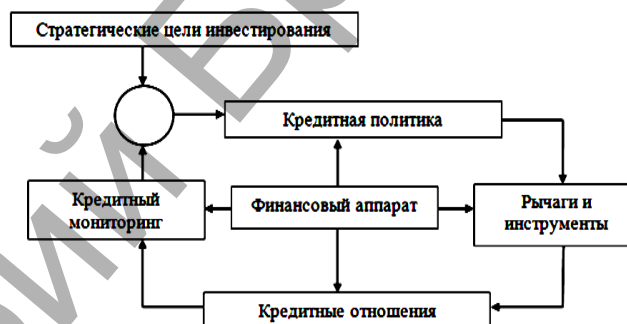 Стратегические цели инвестирования
Кредитная политика
Кредитный
мониторинг
Финансовый аппарат
Рычаги и
инструменты
Кредитные отношения